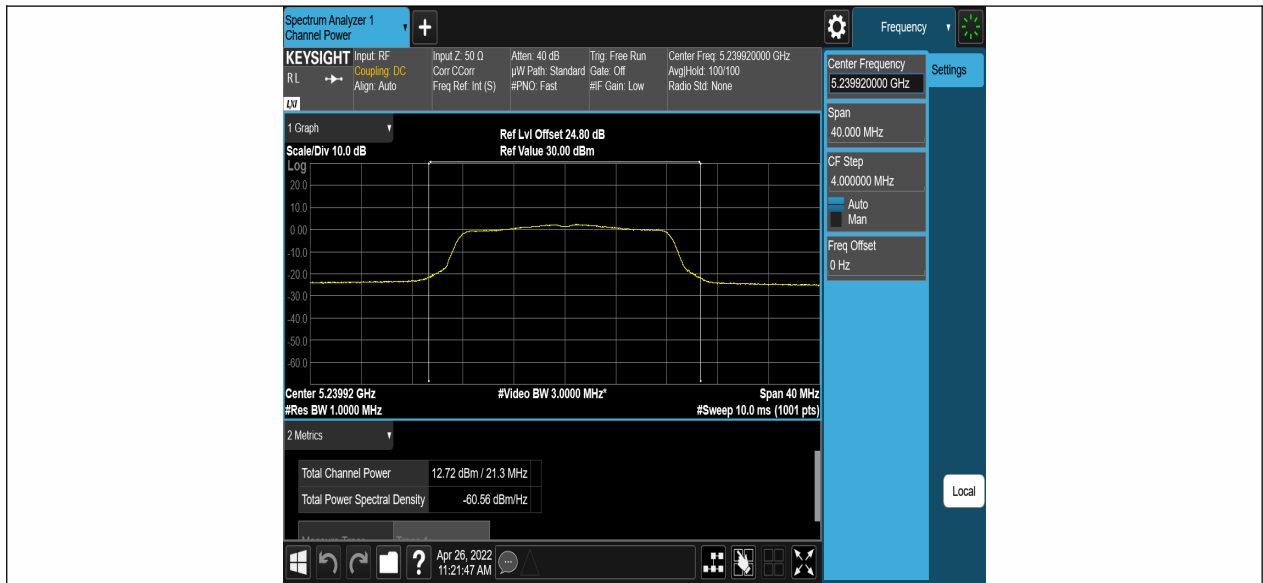 Spectrum Analyzer 1
Channel Power
+
Frequency
KEYSIGHT
RL
LXI
Input: RF
Coupling: DC
Align: Auto
Input Z: 50 Ω
Corr CCorr
Freq Ref: Int (S)
Atten: 40 dB
µW Path: Standard
#PNO: Fast
Trig: Free Run
Gate: Off
#IF Gain: Low
Center Freq: 5.239920000 GHz
Avg|Hold: 100/100
Radio Std: None
Center Frequency
5.239920000 GHz
Settings
Span
40.000 MHz
CF Step
4.000000 MHz
Auto
Man
Freq Offset
0 Hz
Local
1 Graph
Scale/Div 10.0 dB
Ref Lvl Offset 24.80 dB
Ref Value 30.00 dBm
Log
20.0
10.0
0.00
-10.0
-20.0
-30.0
-40.0
-50.0
-60.0
Center 5.23992 GHz
#Video BW 3.0000 MHz*
Span 40 MHz
#Res BW 1.0000 MHz
#Sweep 10.0 ms (1001 pts)
2 Metrics
Total Channel Power 12.72 dBm / 21.3 MHz
Total Power Spectral Density -60.56 dBm/Hz
?
Apr 26, 2022
11:21:47 AM